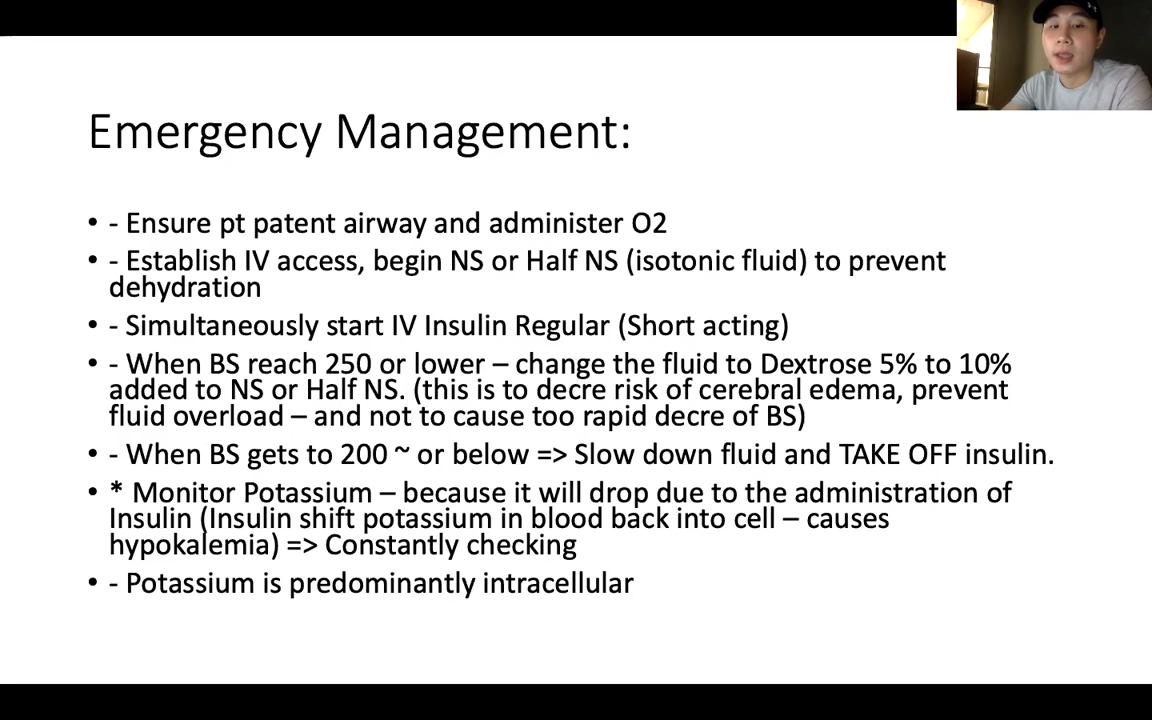 Emergency Management:
• - Ensure pt patent airway and administer O2
• - Establish IV access, begin NS or Half NS (isotonic fluid) to prevent
dehydration
• - Simultaneously start IV Insulin Regular (Short acting)
• - When BS reach 250 or lower – change the fluid to Dextrose 5% to 10%
added to NS or Half NS. (this is to decre risk of cerebral edema, prevent
fluid overload – and not to cause too rapid decre of BS)
• - When BS gets to 200 ~ or below => Slow down fluid and TAKE OFF insulin.
• * Monitor Potassium – because it will drop due to the administration of
Insulin (Insulin shift potassium in blood back into cell – causes
hypokalemia) => Constantly checking
• - Potassium is predominantly intracellular